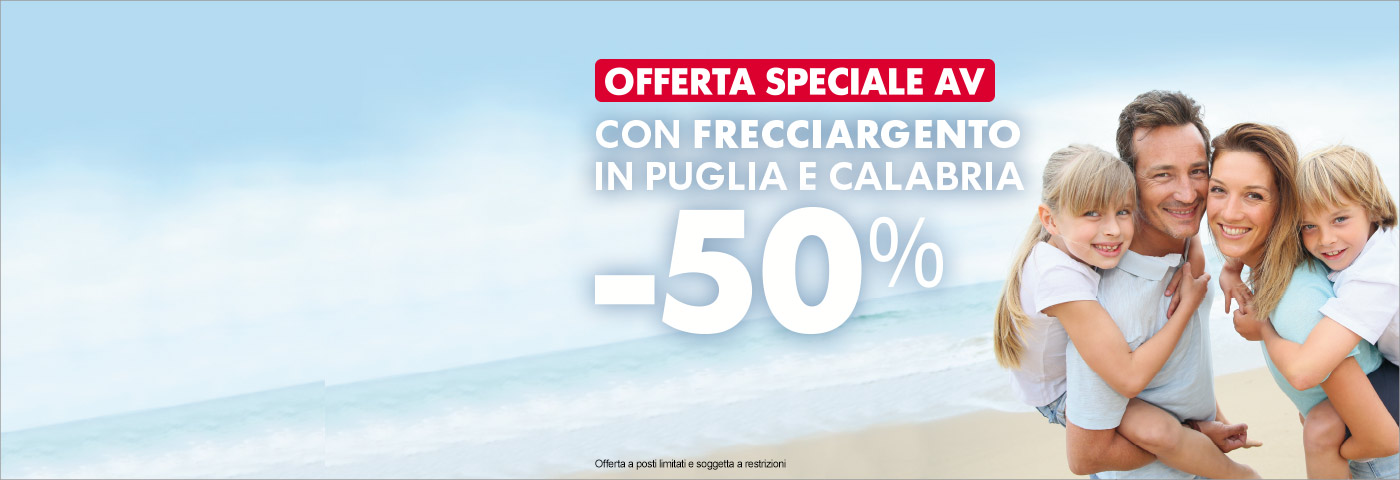 OFFERTA SPECIALE AV
CON FRECCIARGENTO
IN PUGLIA E CALABRIA
-50%
Offerta a posti limitati e soggetta a restrizioni